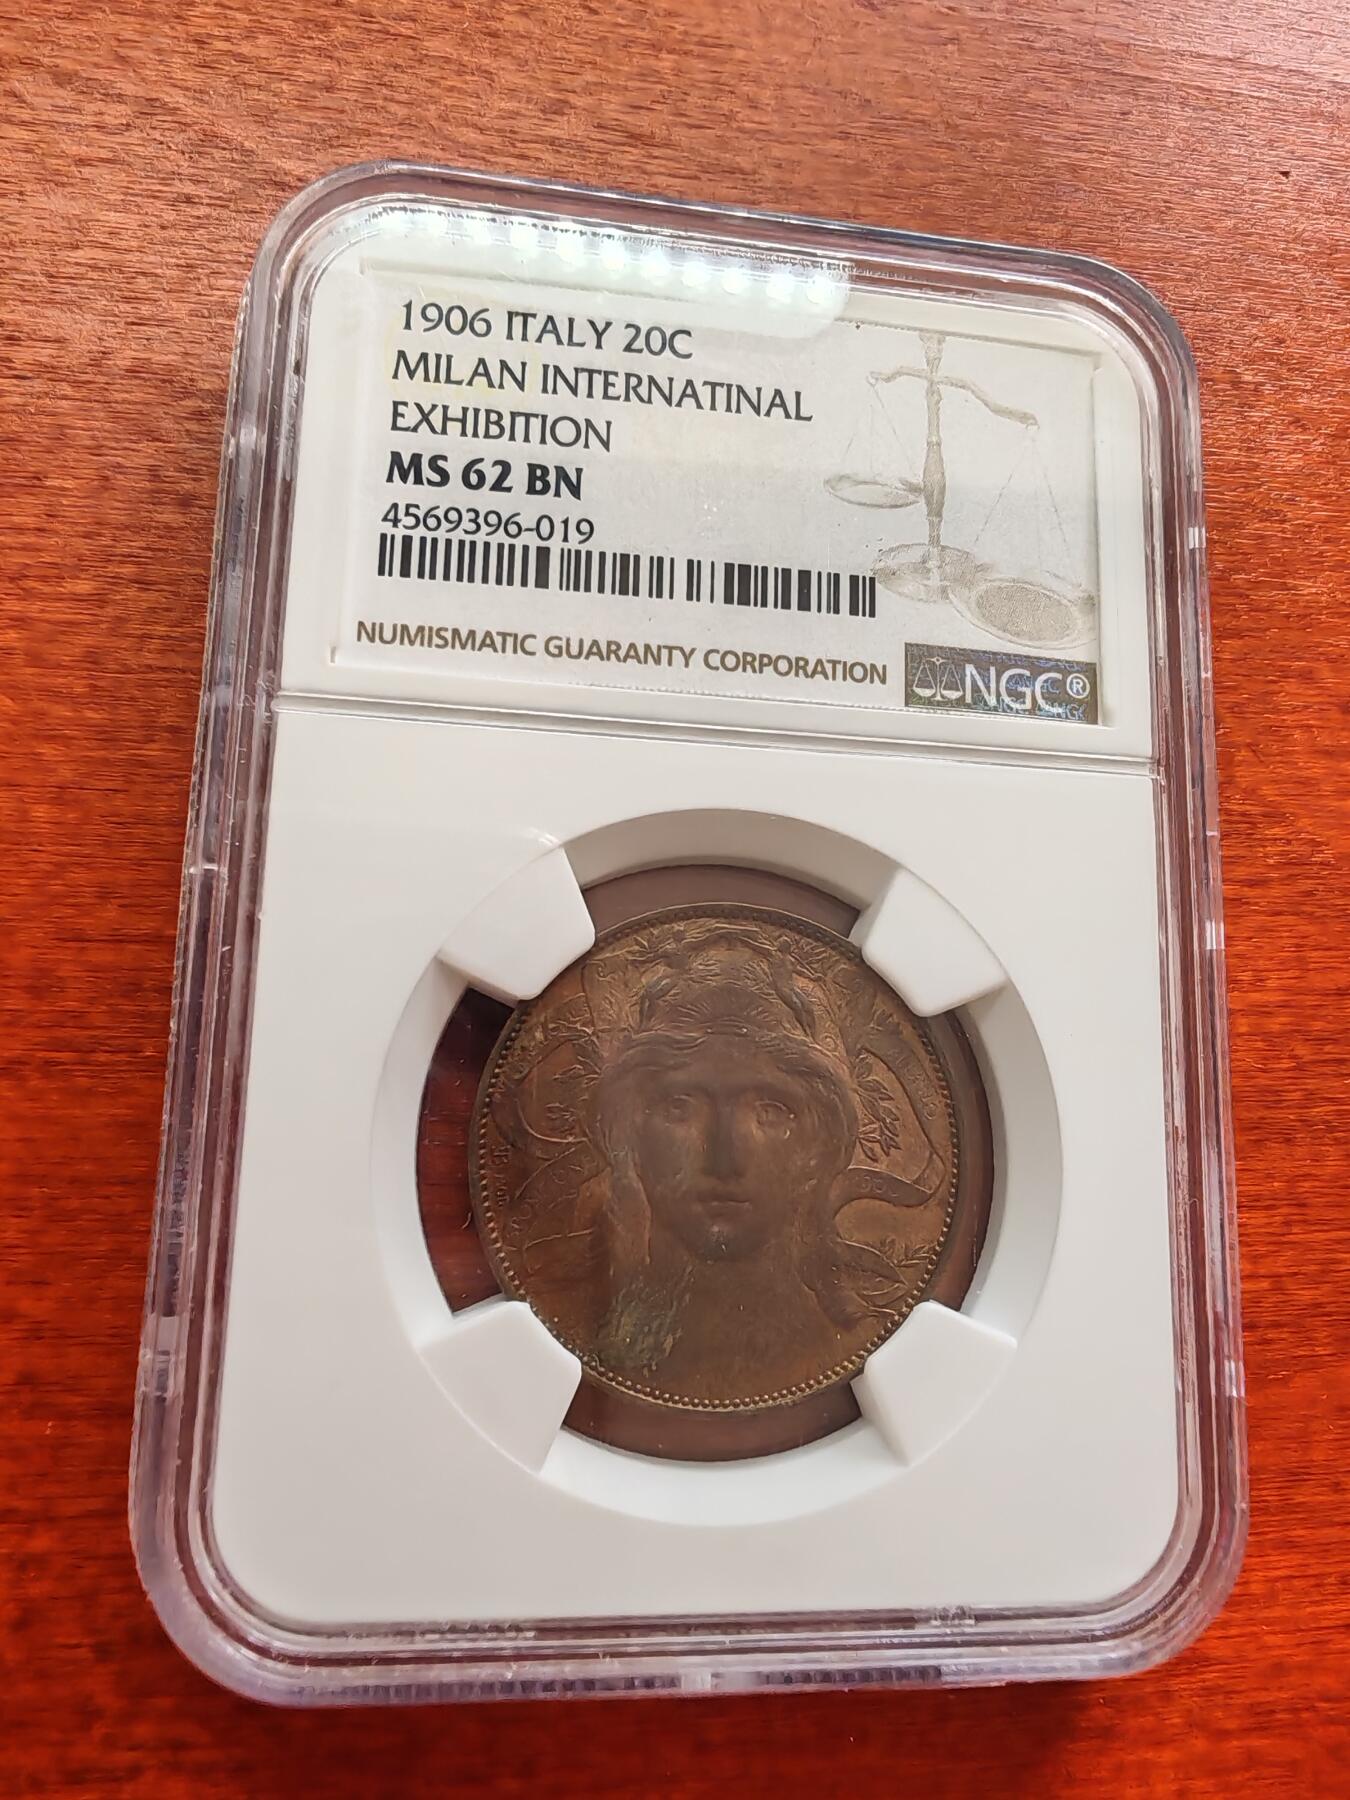 1906 ITALY 20C
MILAN INTERNATINAL
EXHIBITION
MS 62 BN
4569396-019
NUMISMATIC GUARANTY CORPORATION
NGC®